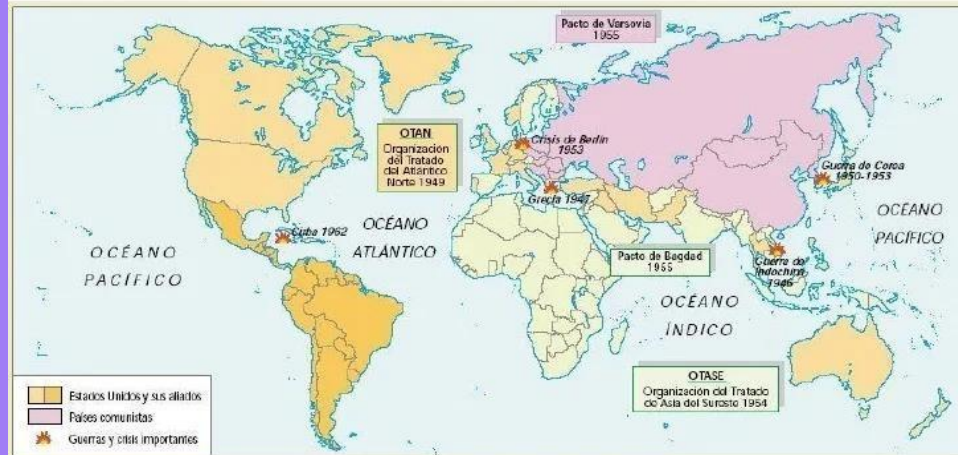 Pacto de Varsovia
1955
OTAN
Organización
del Tratado
del Atlántico
Norte 1949
Crisis de Berlín
1953
Guerra de Corea
1950-1953
Grecia 1947
Cuba 1962
OCÉANO
ATLÁNTICO
OCÉANO
PACÍFICO
OCÉANO
PACÍFICO
Pacto de Bagdad
1955
Guerra de
Indochina
1946
OCÉANO
ÍNDICO
OTASE
Organización del Tratado
de Asia del Sureste 1954
Estados Unidos y sus aliados
Países comunistas
Guerras y crisis importantes